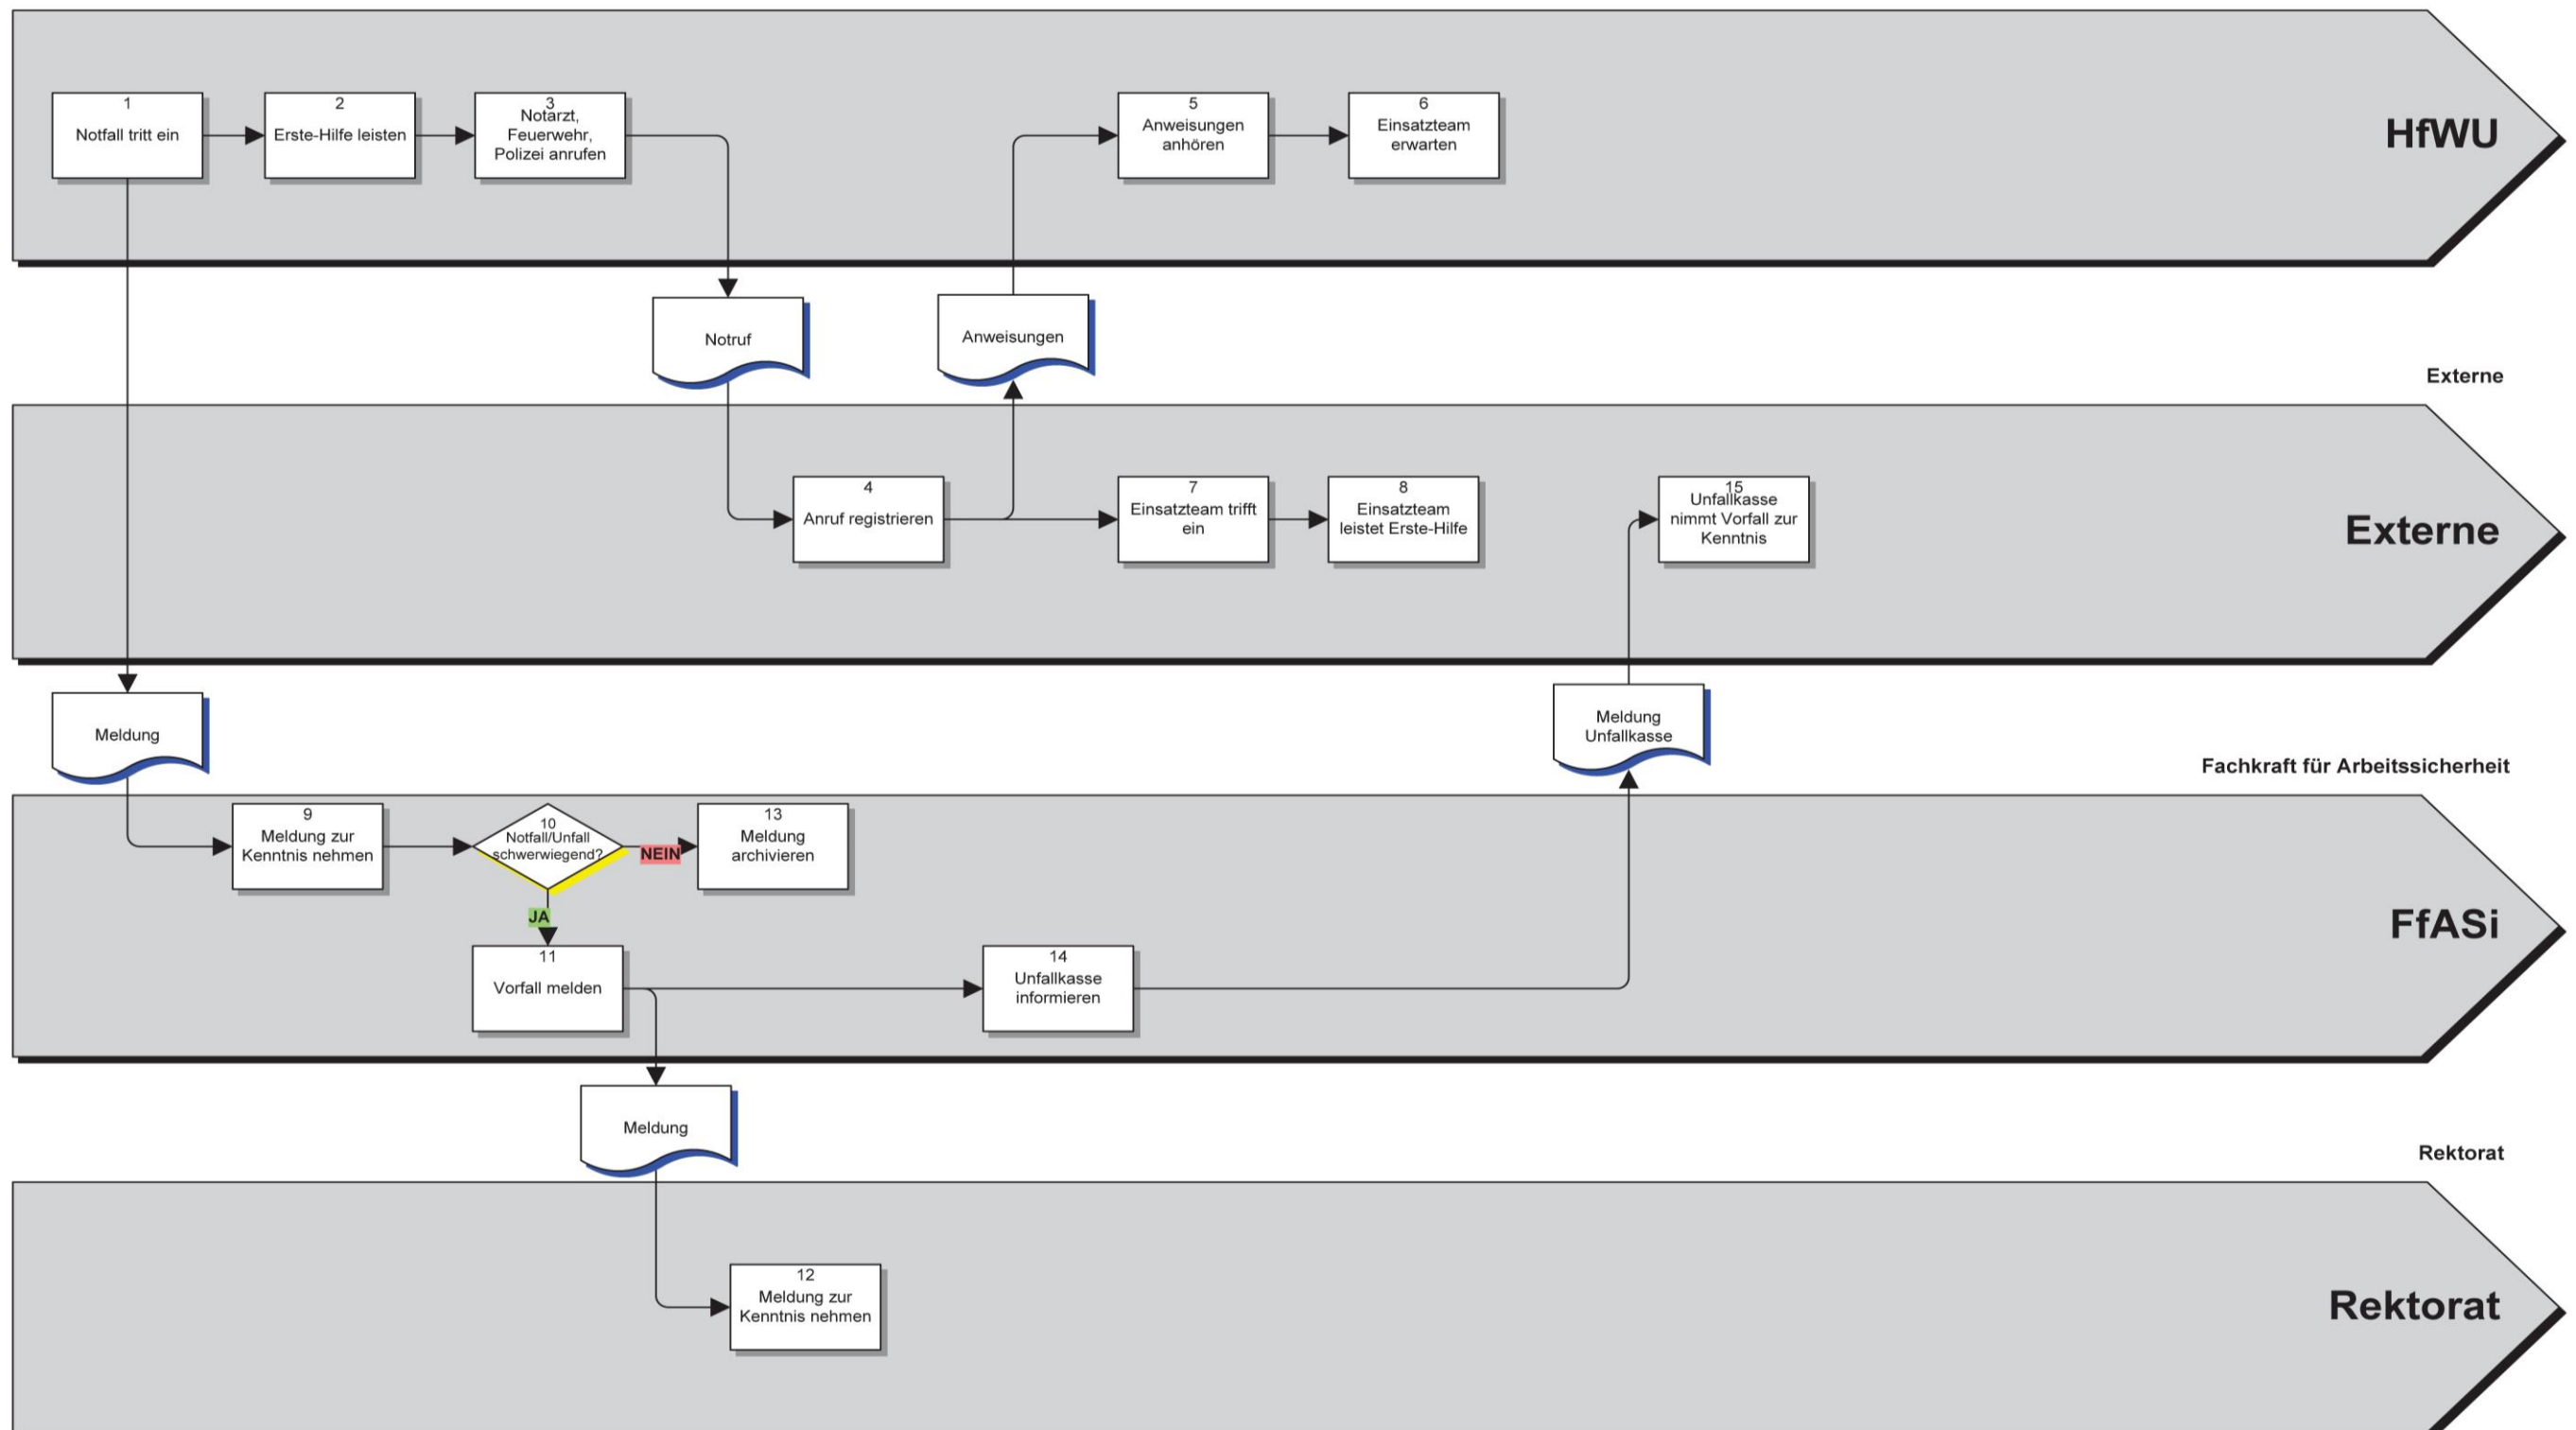 1
Notfall tritt ein
2
Erste-Hilfe leisten
3
Notarzt,
Feuerwehr,
Polizei anrufen
5
Anweisungen
anhören
6
Einsatzteam
erwarten
HfWU
Notruf
Anweisungen
Externe
4
Anruf registrieren
7
Einsatzteam trifft
ein
8
Einsatzteam
leistet Erste-Hilfe
15
Unfallkasse
nimmt Vorfall zur
Kenntnis
Externe
Meldung
Meldung
Unfallkasse
Fachkraft für Arbeitssicherheit
9
Meldung zur
Kenntnis nehmen
10
Notfall/Unfall
schwerwiegend?
NEIN
13
Meldung
archivieren
JA
11
Vorfall melden
14
Unfallkasse
informieren
FfASi
Meldung
Rektorat
12
Meldung zur
Kenntnis nehmen
Rektorat